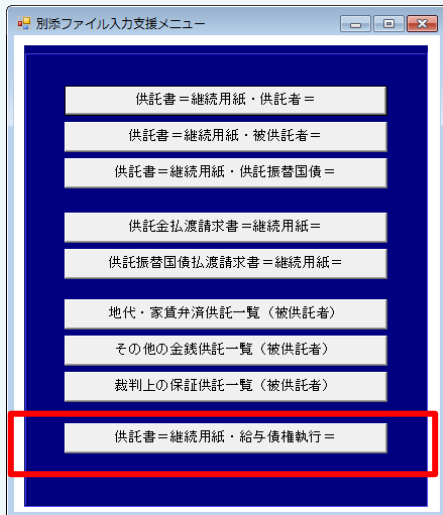 別添ファイル入力支援メニュー
供託書＝継続用紙・供託者＝
供託書＝継続用紙・被供託者＝
供託書＝継続用紙・供託振替国債＝
供託金払渡請求書＝継続用紙＝
供託振替国債払渡請求書＝継続用紙＝
地代・家賃弁済供託一覧（被供託者）
その他の金銭供託一覧（被供託者）
裁判上の保証供託一覧（被供託者）
供託書＝継続用紙・給与債権執行＝